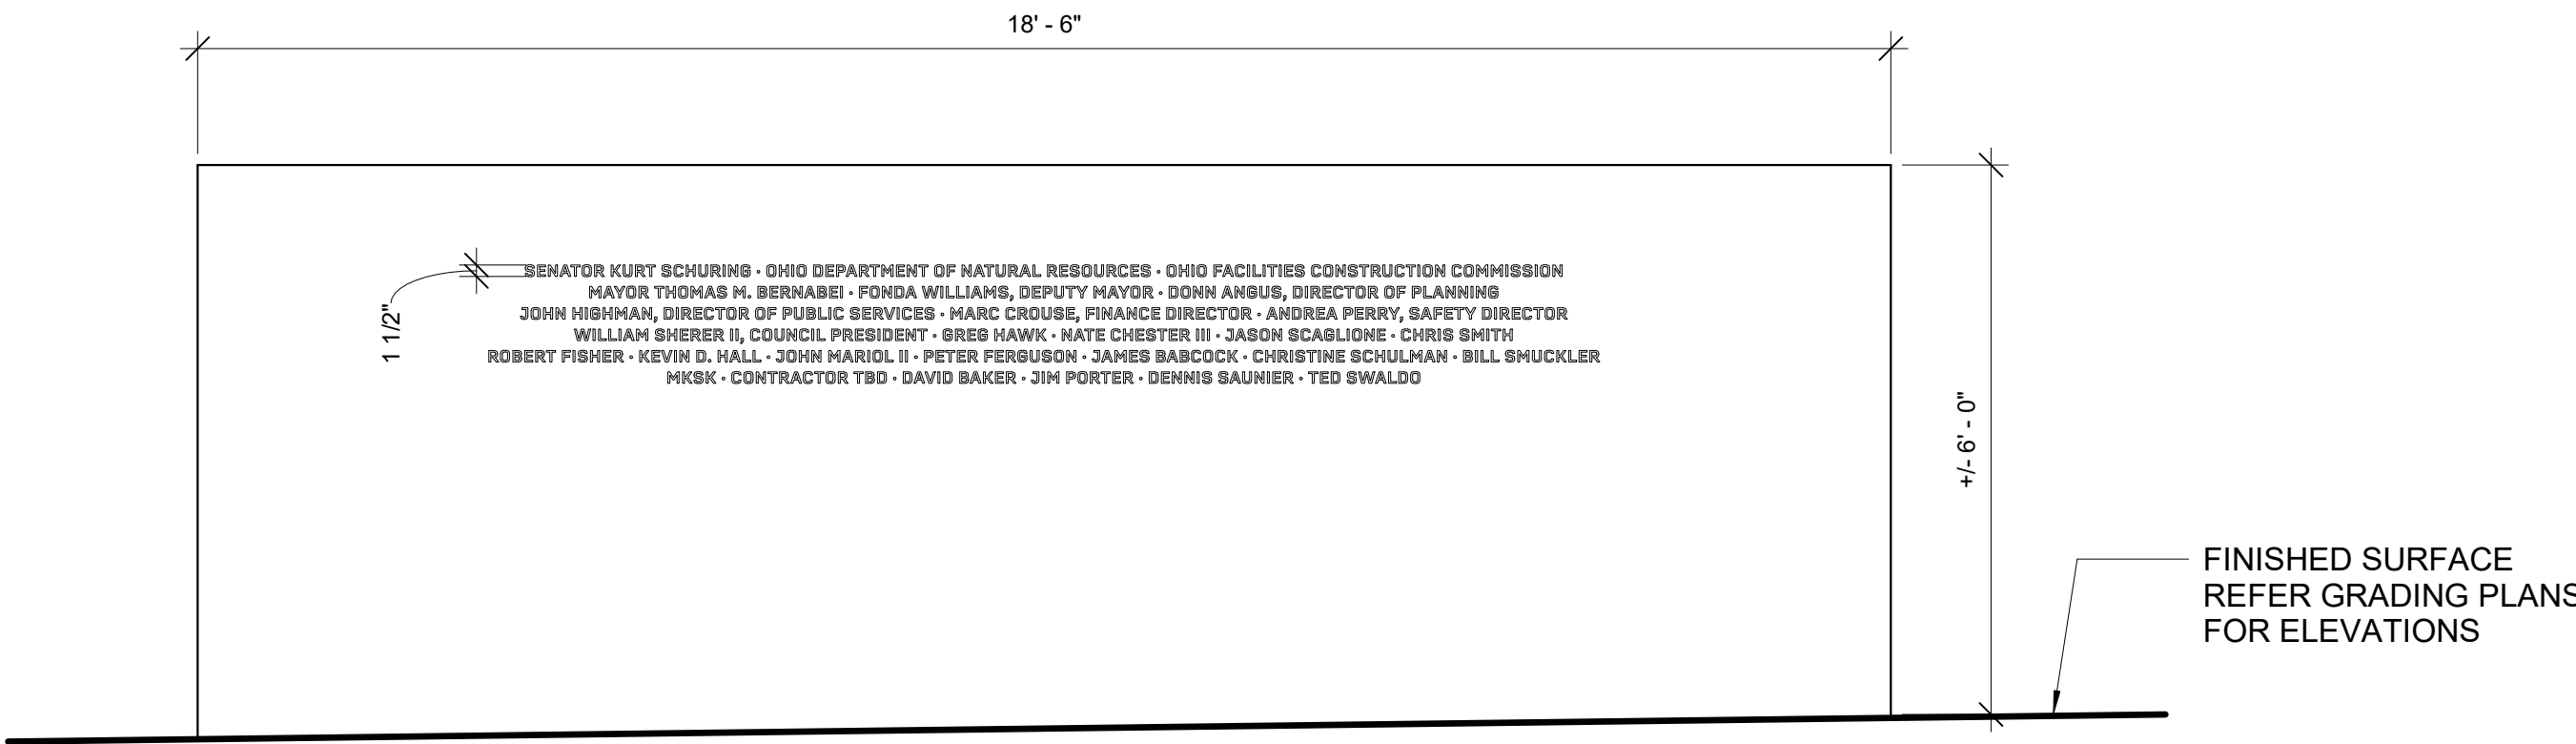 18' - 6"
SENATOR KURT SCHURING · OHIO DEPARTMENT OF NATURAL RESOURCES · OHIO FACILITIES CONSTRUCTION COMMISSION
MAYOR THOMAS M. BERNABEI · FONDA WILLIAMS, DEPUTY MAYOR · DONN ANGUS, DIRECTOR OF PLANNING
JOHN HIGHMAN, DIRECTOR OF PUBLIC SERVICES · MARC CROUSE, FINANCE DIRECTOR · ANDREA PERRY, SAFETY DIRECTOR
WILLIAM SHERER II, COUNCIL PRESIDENT · GREG HAWK · NATE CHESTER III · JASON SCAGLIONE · CHRIS SMITH
ROBERT FISHER · KEVIN D. HALL · JOHN MARIOL II · PETER FERGUSON · JAMES BABCOCK · CHRISTINE SCHULMAN · BILL SMUCKLER
MKSK · CONTRACTOR TBD · DAVID BAKER · JIM PORTER · DENNIS SAUNIER · TED SWALDO
1 1/2"
+/- 6' - 0"
FINISHED SURFACE
REFER GRADING PLANS
FOR ELEVATIONS